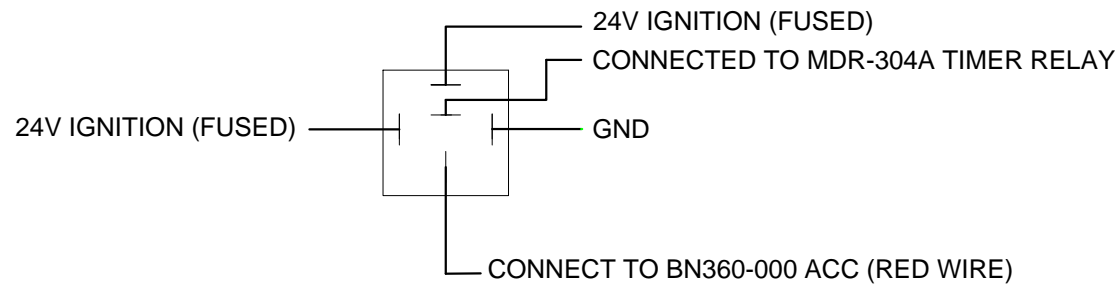 24V IGNITION (FUSED)
CONNECTED TO MDR-304A TIMER RELAY
24V IGNITION (FUSED)
GND
CONNECT TO BN360-000 ACC (RED WIRE)